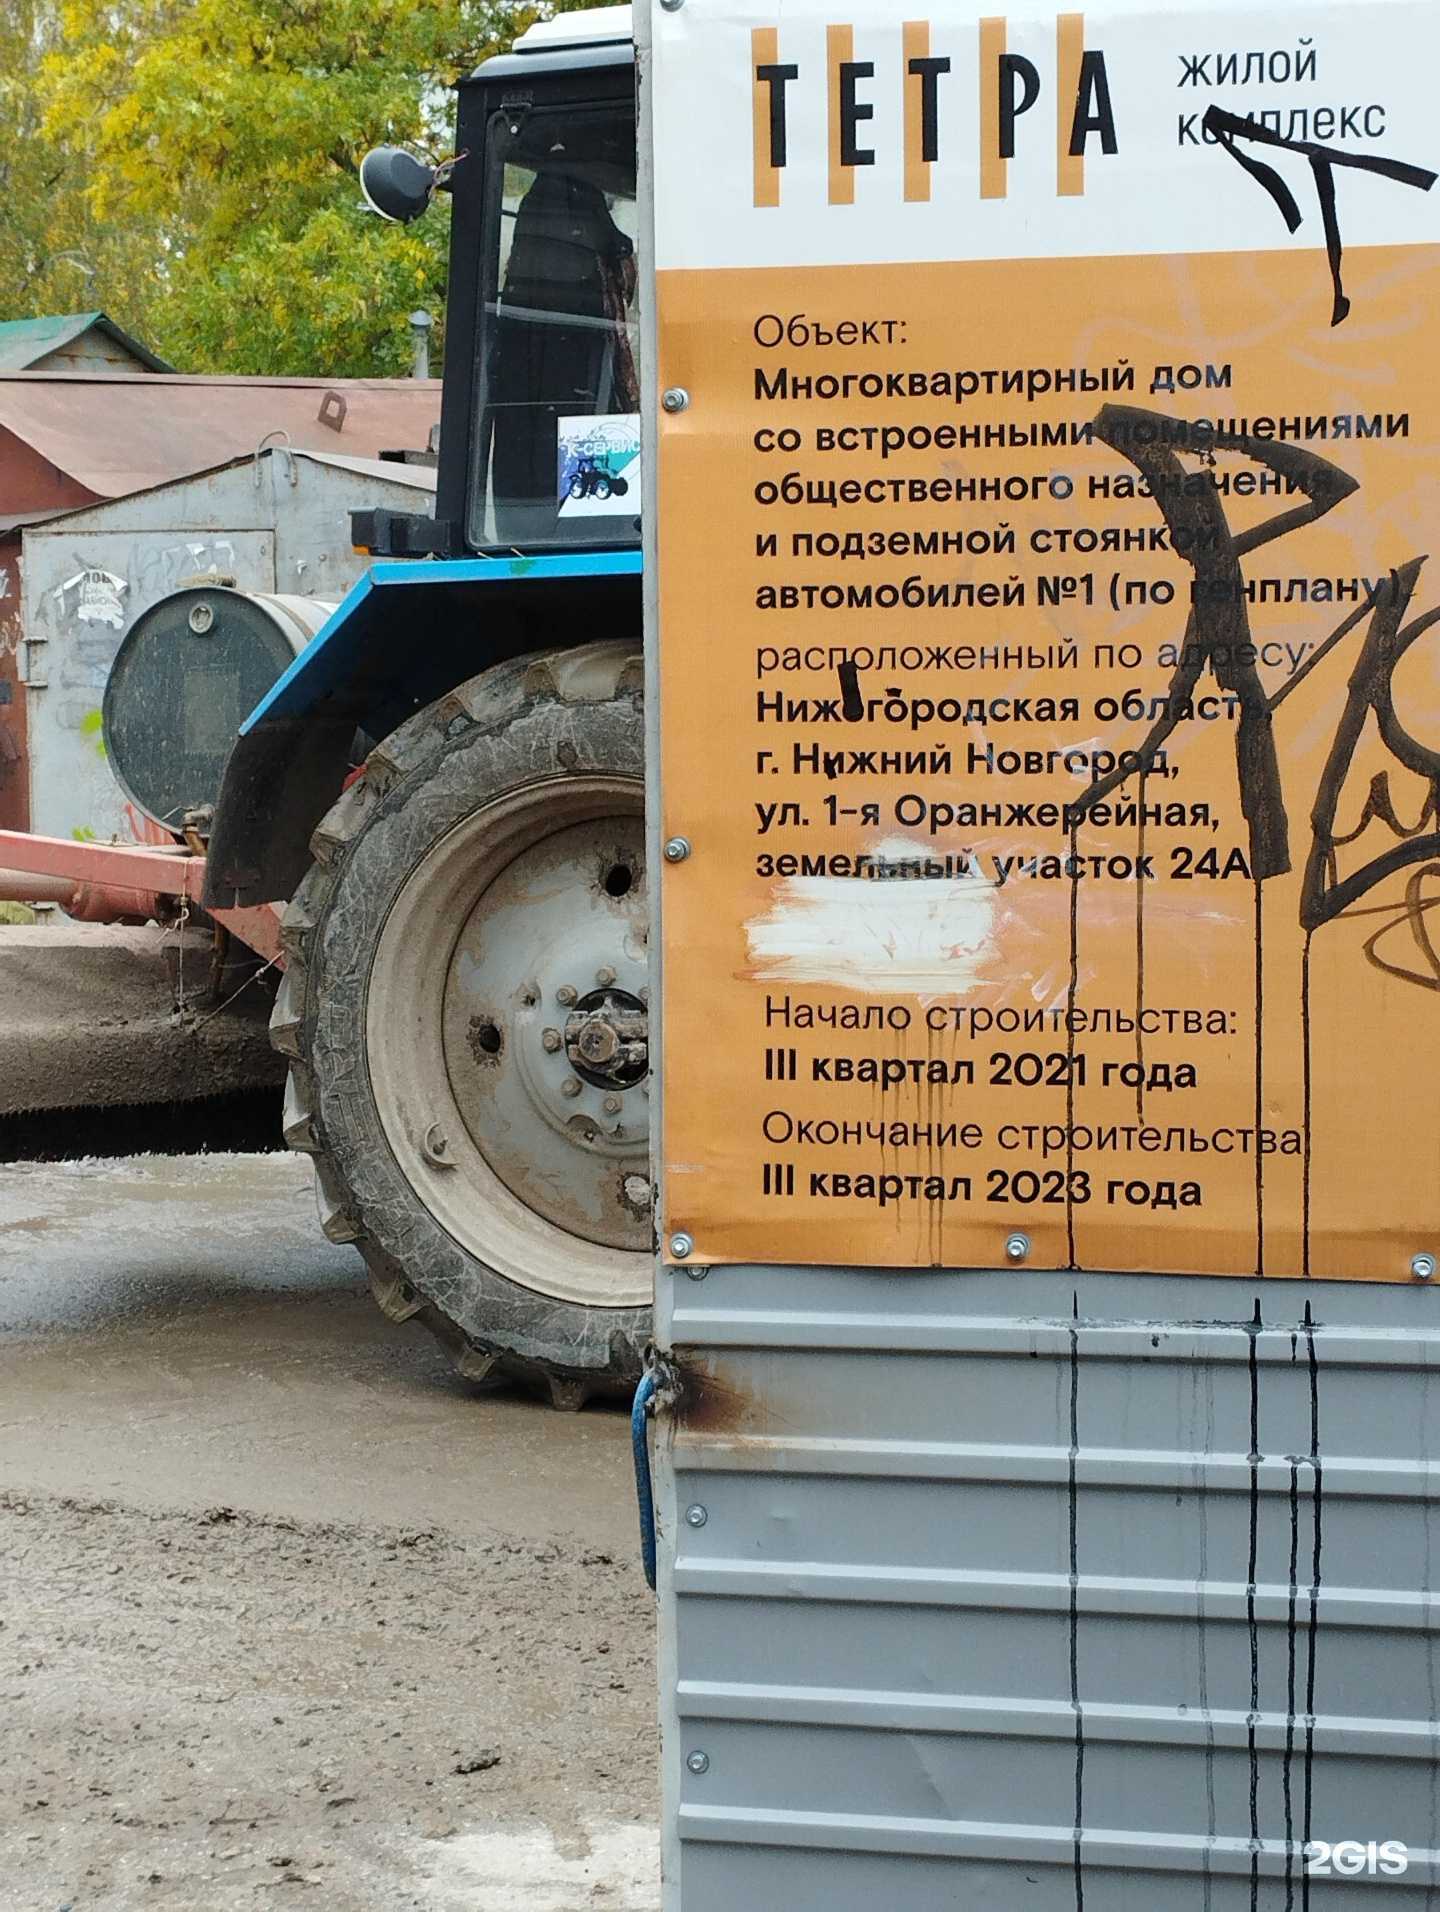 ТЕТРА
жилой
комплекс
Объект:
Многоквартирный дом
со встроенными помещениями
общественного назначения
и подземной стоянкой
автомобилей №1 (по генплану)
расположенный по адресу:
Нижегородская область,
г. Нижний Новгород,
ул. 1-я Оранжерейная,
земельный участок 24А
Начало строительства:
III квартал 2021 года
Окончание строительства
III квартал 2023 года
К-СЕРВИС
2GIS